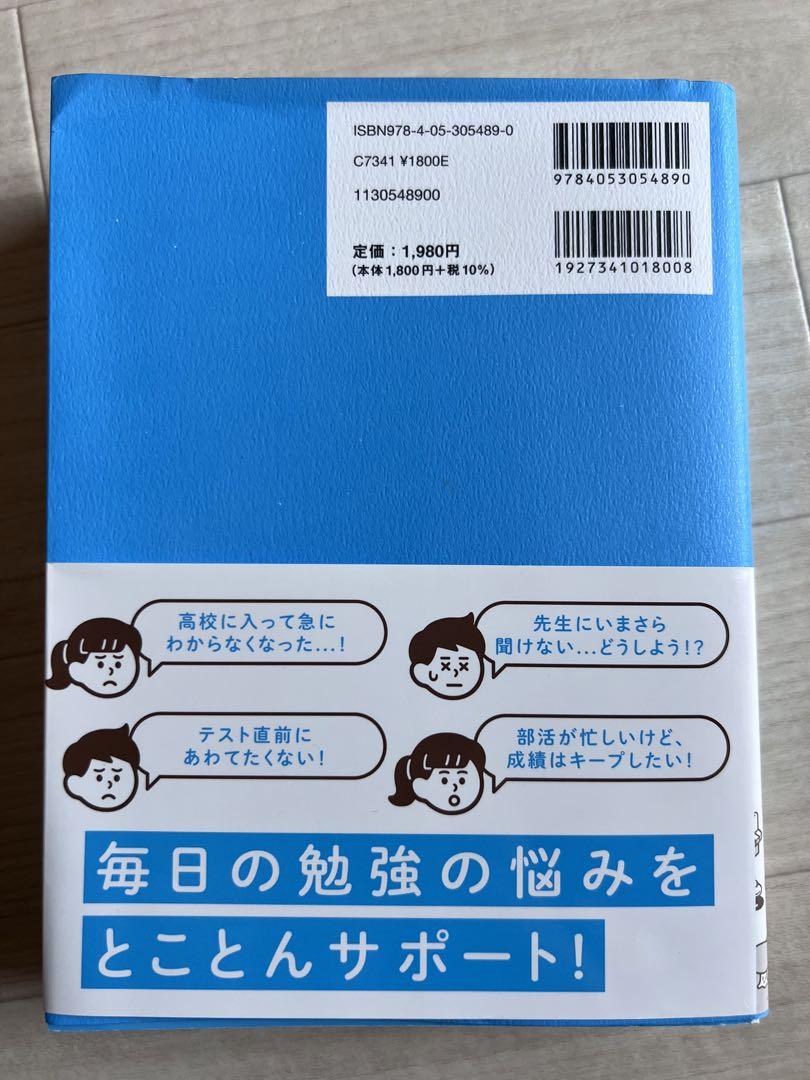 ISBN978-4-05-305489-0
C7341 ¥1800E
1130548900
定価：1,980円
（本体1,800円＋税10%）
9784053054890
1927341018008
高校に入って急に
わからなくなった...！
先生にいまさら
聞けない...どうしよう!?
テスト直前に
あわてたくない！
部活が忙しいけど、
成績はキープしたい！
毎日の勉強の悩みを
とことんサポート！